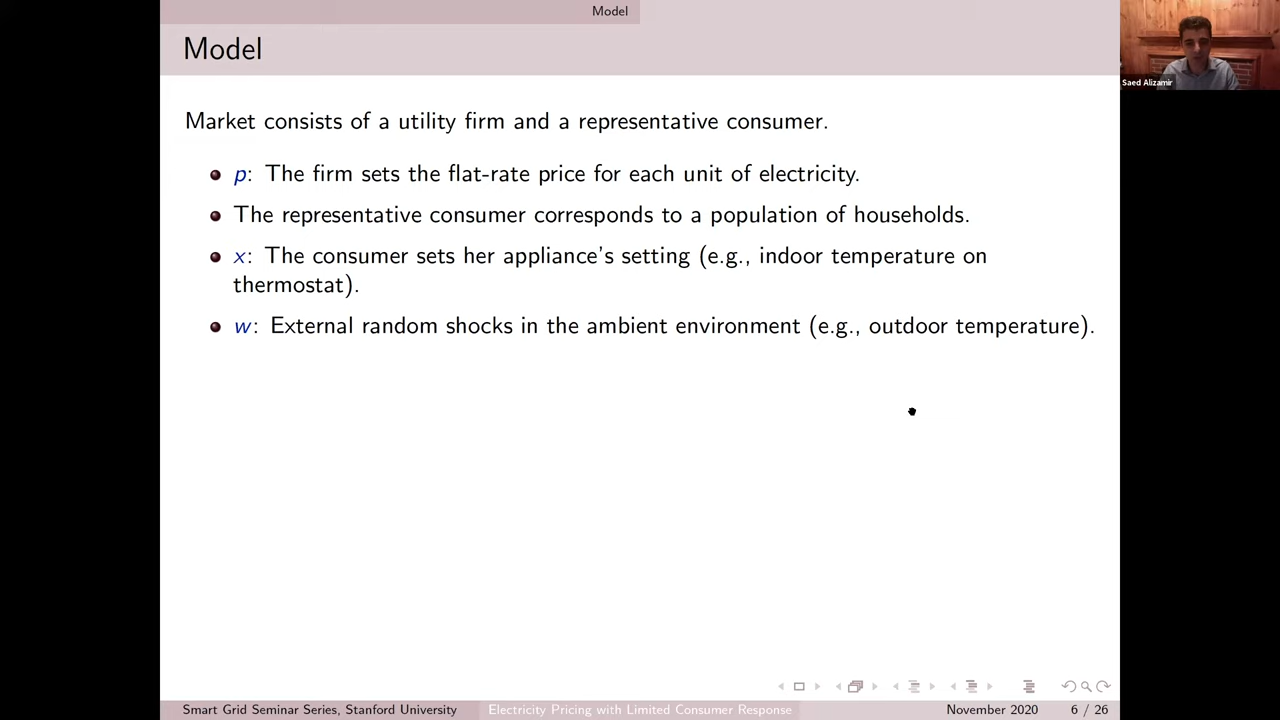 Model
Model
Saed Alizamir
Market consists of a utility firm and a representative consumer.
p: The firm sets the flat-rate price for each unit of electricity.
The representative consumer corresponds to a population of households.
x: The consumer sets her appliance's setting (e.g., indoor temperature on
thermostat).
w: External random shocks in the ambient environment (e.g., outdoor temperature).
Smart Grid Seminar Series, Stanford University Electricity Pricing with Limited Consumer Response November 2020 6 / 26